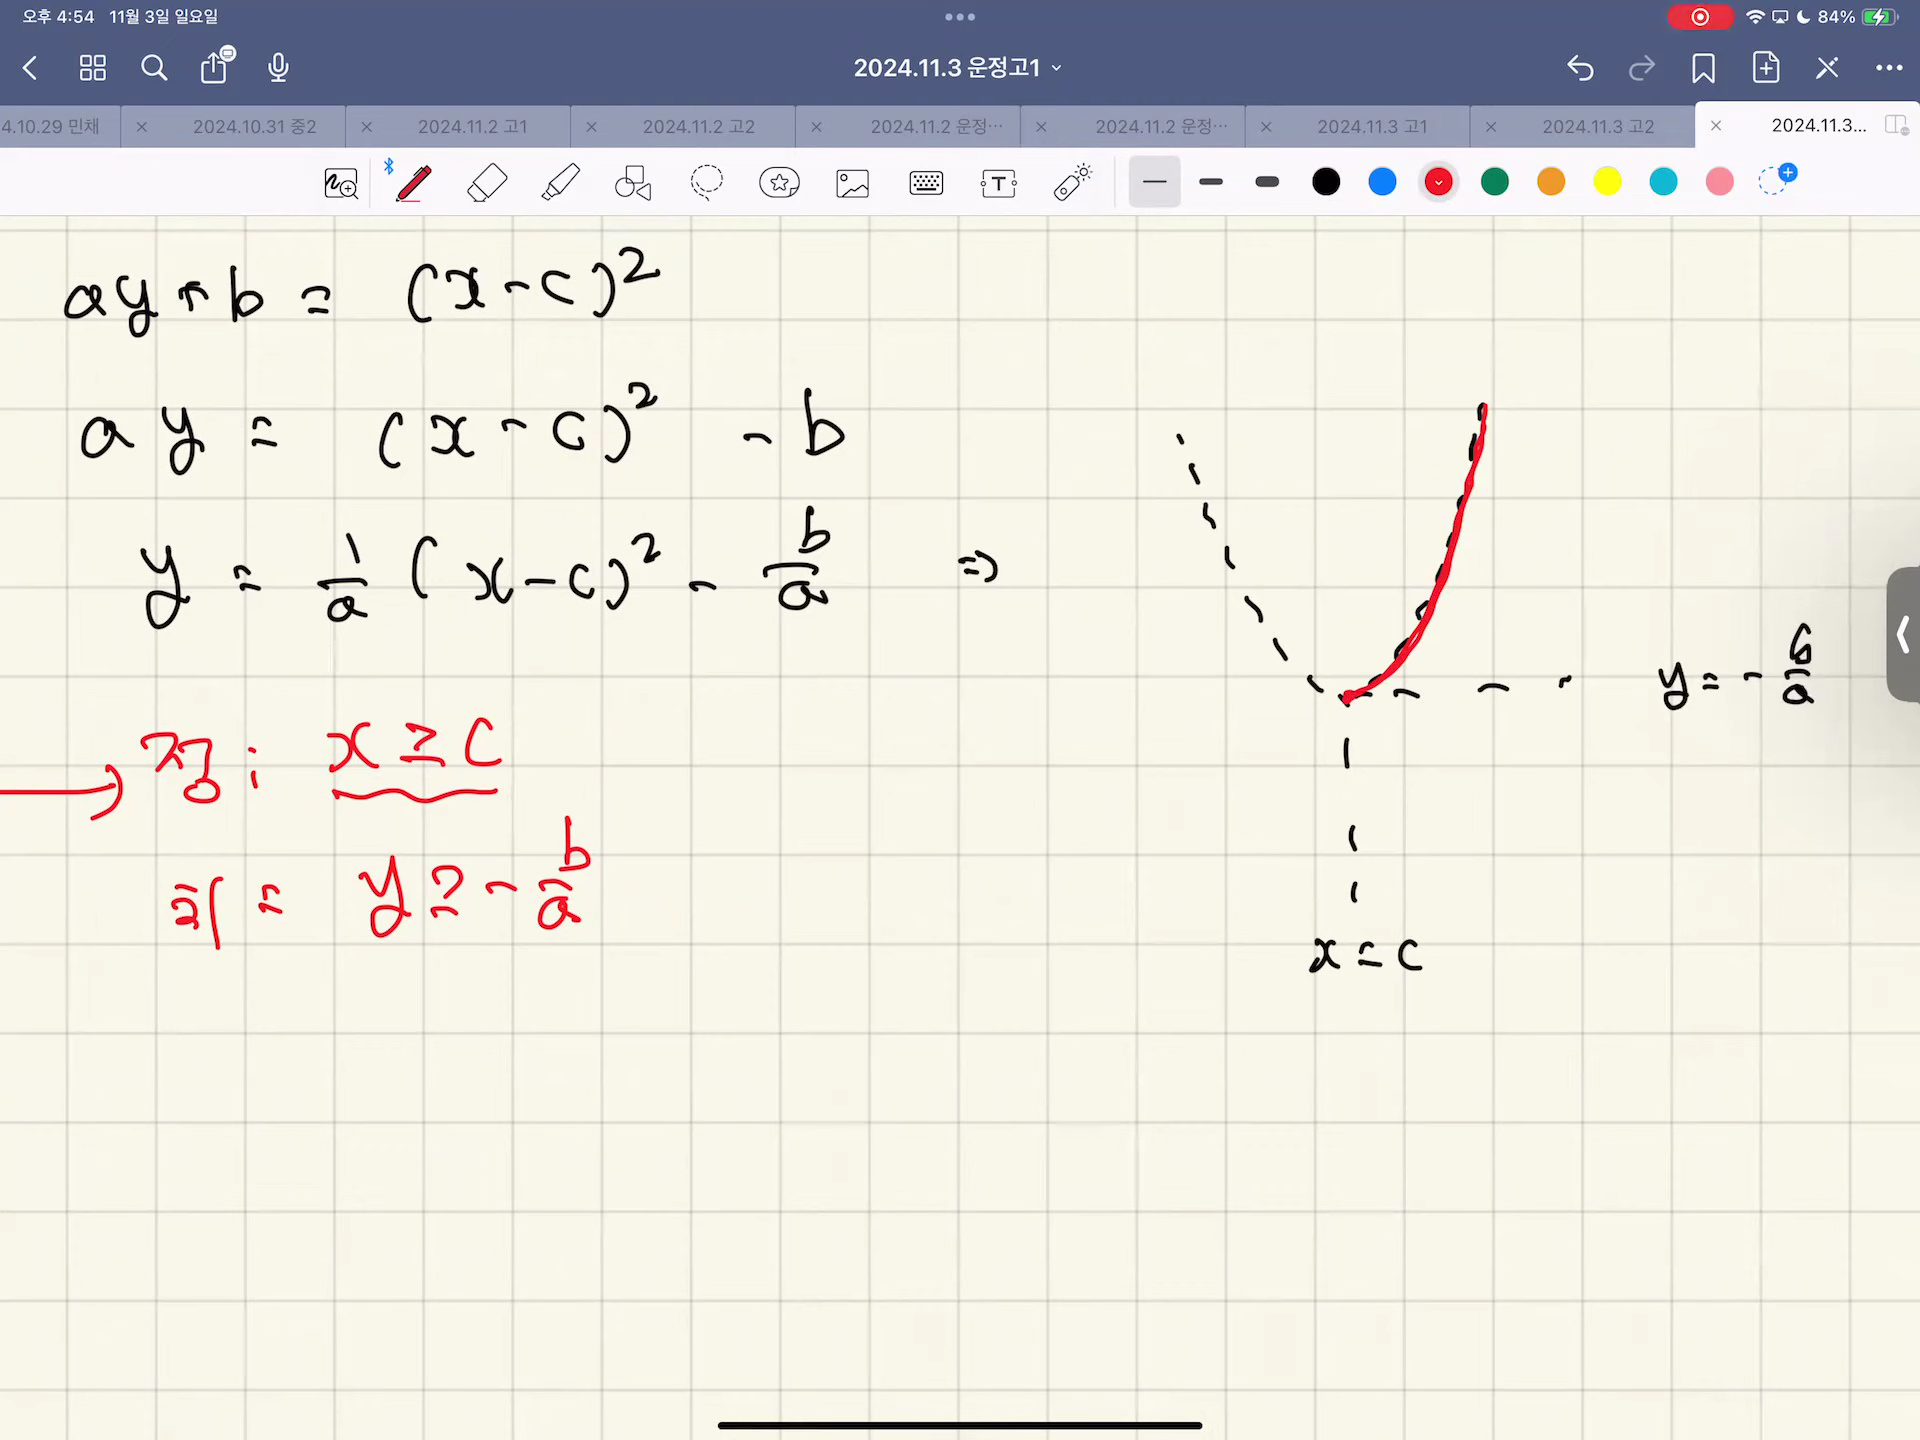 오후 4:54 11월 3일 일요일
84%
2024.11.3 운정고1
4.10.29 민채
2024.10.31 중2
2024.11.2 고1
2024.11.2 고2
2024.11.2 운정…
2024.11.2 운정…
2024.11.3 고1
2024.11.3 고2
2024.11.3...
ay+b = (x-c)²
ay = (x-c)² - b
y = 1/a (x-c)² - b/a ⇒
y = - b/a
정: x ≥ c
치 = y ≥ - b/a
x = c